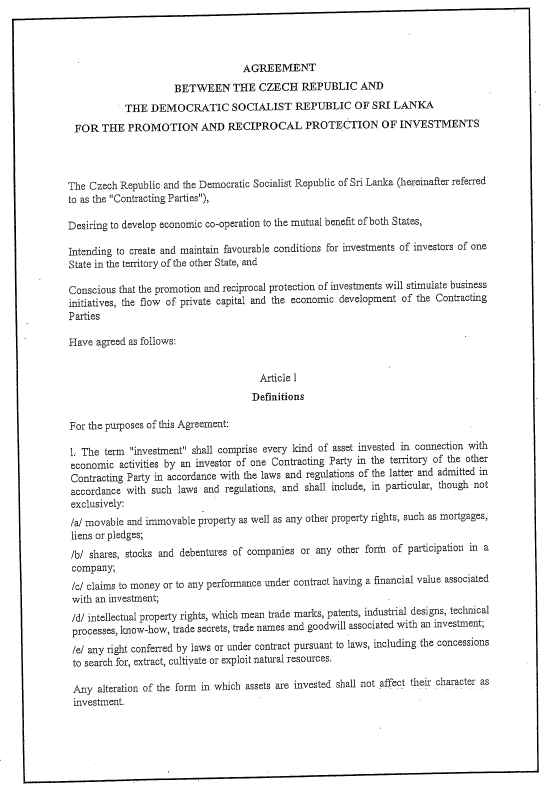 AGREEMENT
BETWEEN THE CZECH REPUBLIC AND
THE DEMOCRATIC SOCIALIST REPUBLIC OF SRI LANKA
FOR THE PROMOTION AND RECIPROCAL PROTECTION OF INVESTMENTS
The Czech Republic and the Democratic Socialist Republic of Sri Lanka (hereinafter referred
to as the "Contracting Parties"),
Desiring to develop economic co-operation to the mutual benefit of both States,
Intending to create and maintain favourable conditions for investments of investors of one
State in the territory of the other State, and
Conscious that the promotion and reciprocal protection of investments will stimulate business
initiatives, the flow of private capital and the economic development of the Contracting
Parties
Have agreed as follows:
Article 1
Definitions
For the purposes of this Agreement:
1. The term "investment" shall comprise every kind of asset invested in connection with
economic activities by an investor of one Contracting Party in the territory of the other
Contracting Party in accordance with the laws and regulations of the latter and admitted in
accordance with such laws and regulations, and shall include, in particular, though not
exclusively:
/a/ movable and immovable property as well as any other property rights, such as mortgages,
liens or pledges;
/b/ shares, stocks and debentures of companies or any other form of participation in a
company;
/c/ claims to money or to any performance under contract having a financial value associated
with an investment;
/d/ intellectual property rights, which mean trade marks, patents, industrial designs, technical
processes, know-how, trade secrets, trade names and goodwill associated with an investment;
/e/ any right conferred by laws or under contract pursuant to laws, including the concessions
to search for, extract, cultivate or exploit natural resources.
Any alteration of the form in which assets are invested shall not affect their character as
investment.